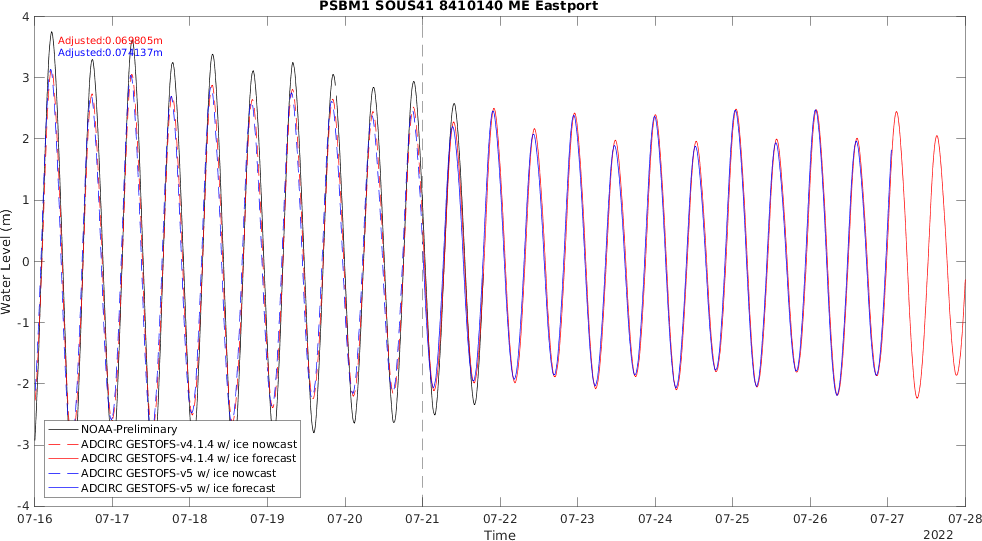 PSBM1 SOUS41 8410140 ME Eastport
Adjusted:0.069805m
Adjusted:0.074137m
4
3
2
1
0
-1
-2
-3
-4
Water Level (m)
NOAA-Preliminary
ADCIRC GESTOFS-v4.1.4 w/ ice nowcast
ADCIRC GESTOFS-v4.1.4 w/ ice forecast
ADCIRC GESTOFS-v5 w/ ice nowcast
ADCIRC GESTOFS-v5 w/ ice forecast
07-16 07-17 07-18 07-19 07-20 07-21 07-22 07-23 07-24 07-25 07-26 07-27 07-28
Time
2022